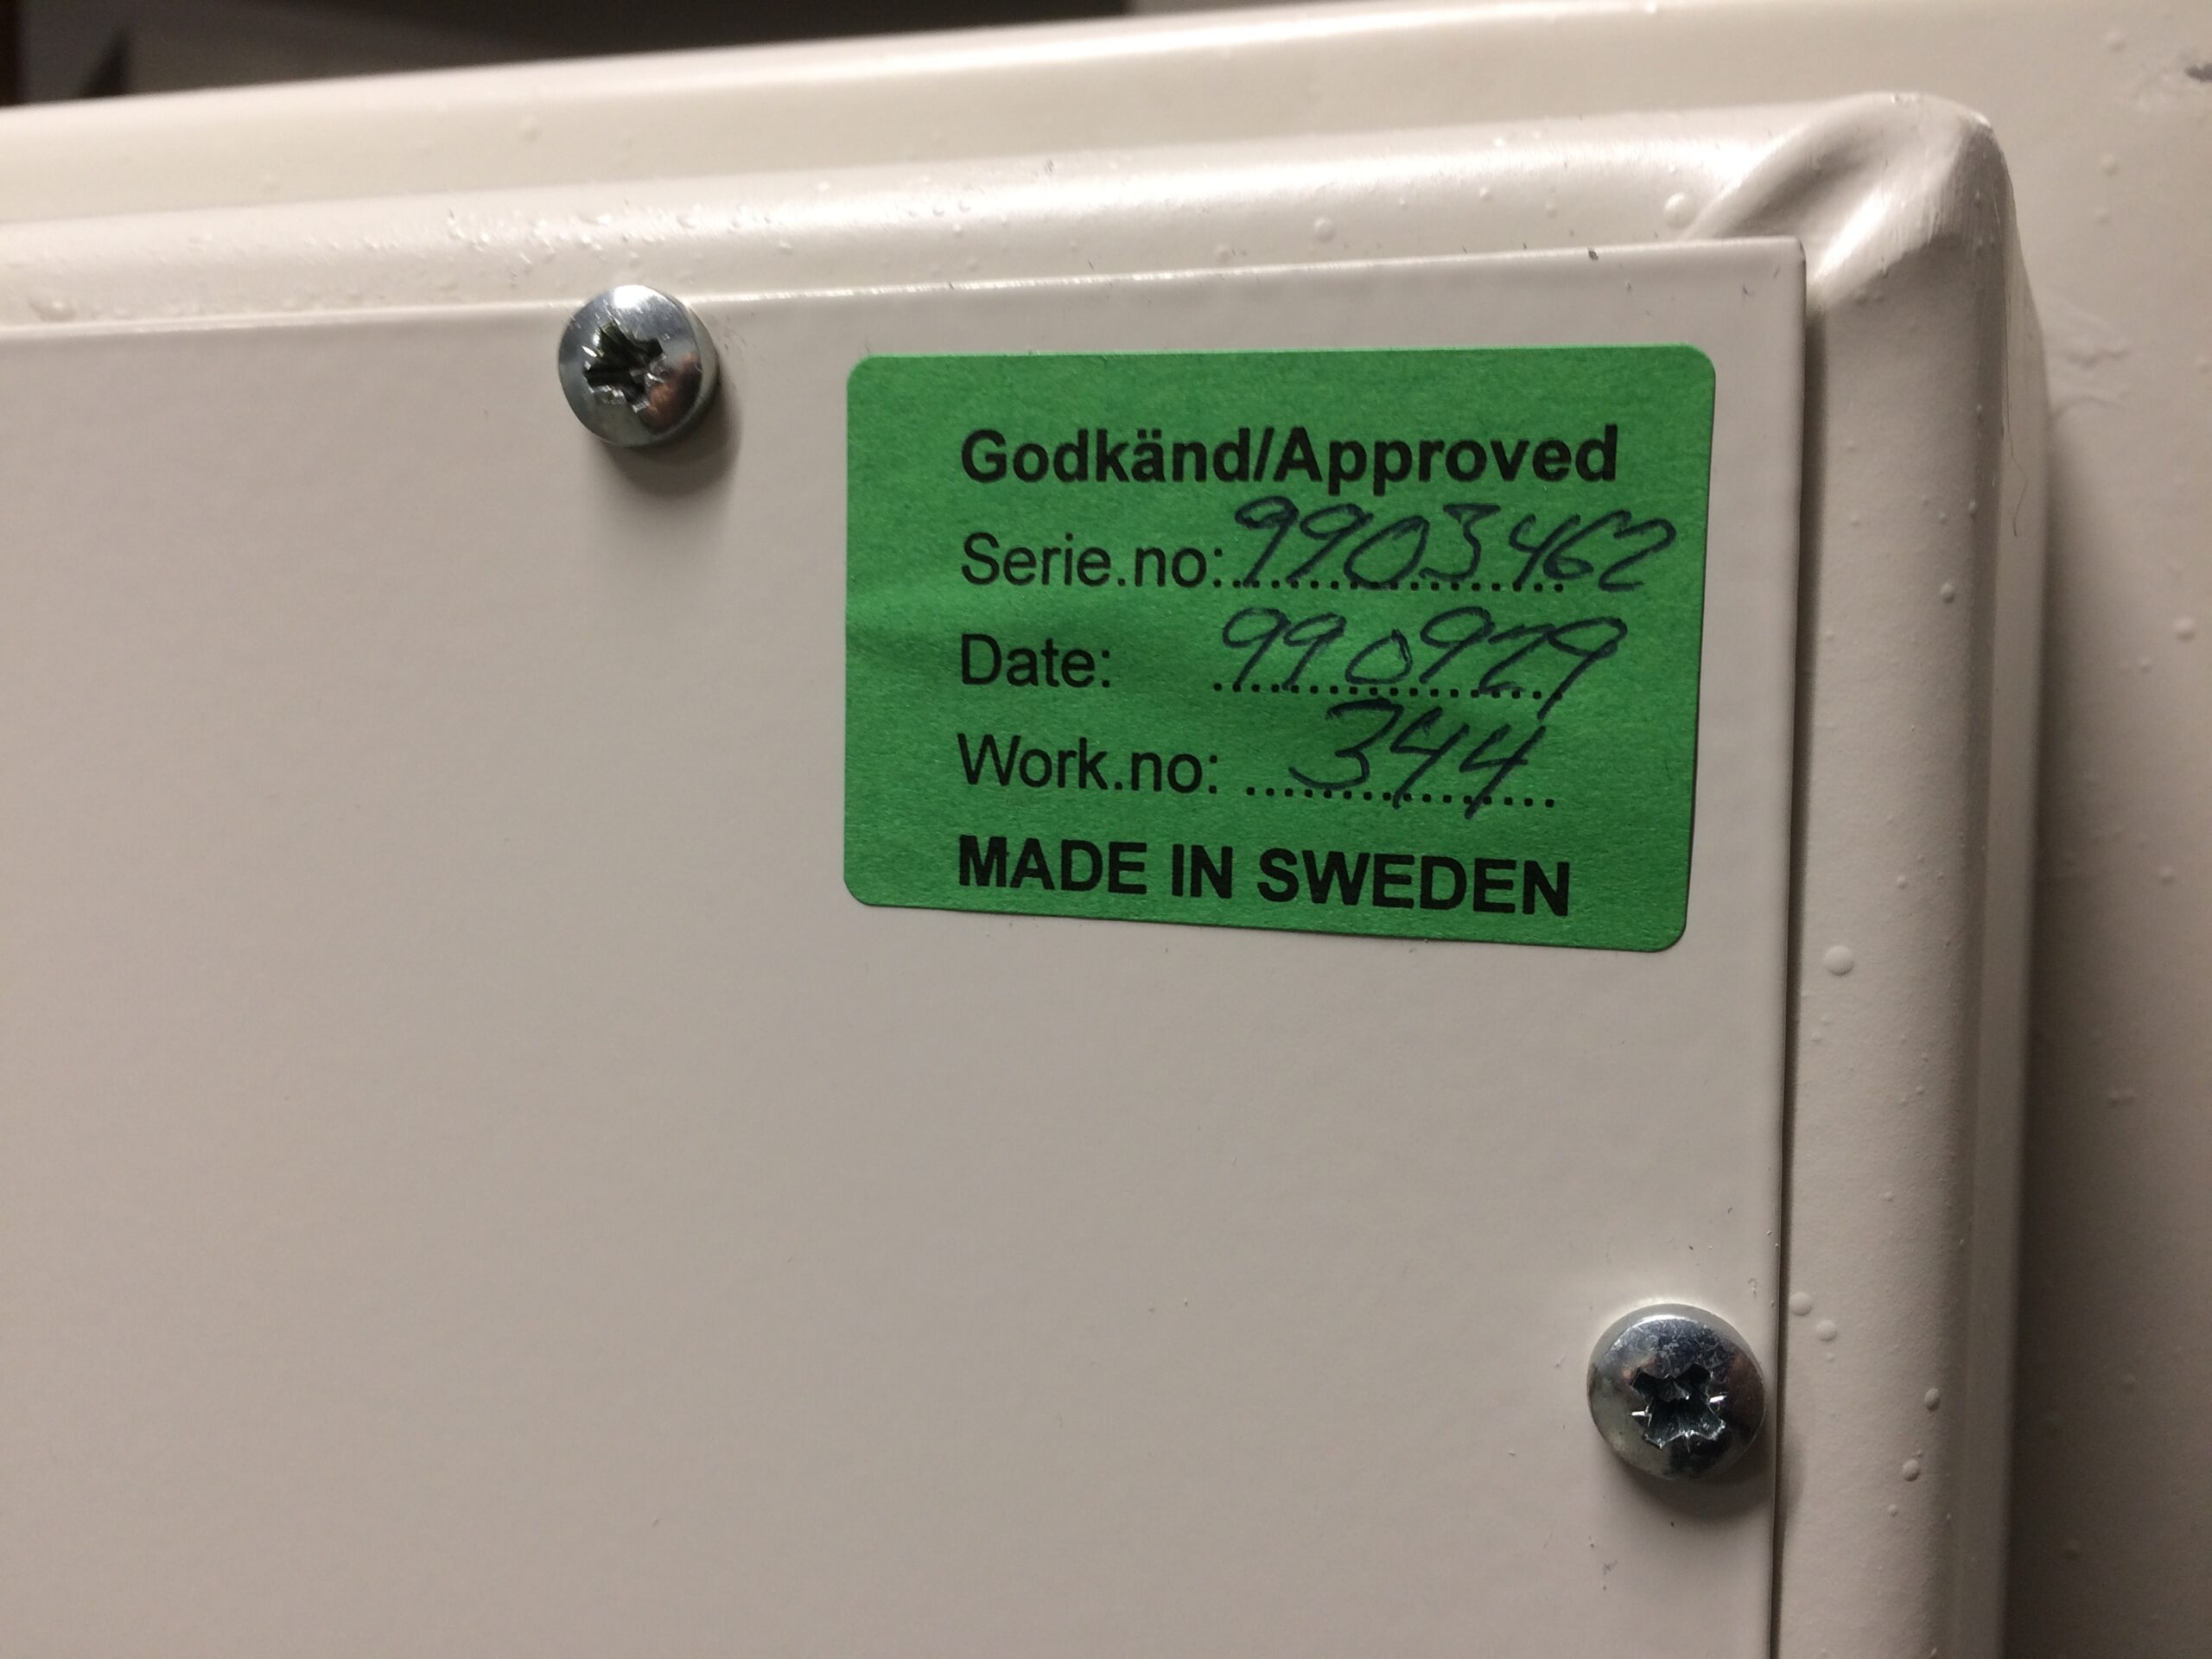 Godkänd/Approved
Serie.no: 9903462
Date: 990929
Work.no: 344
MADE IN SWEDEN